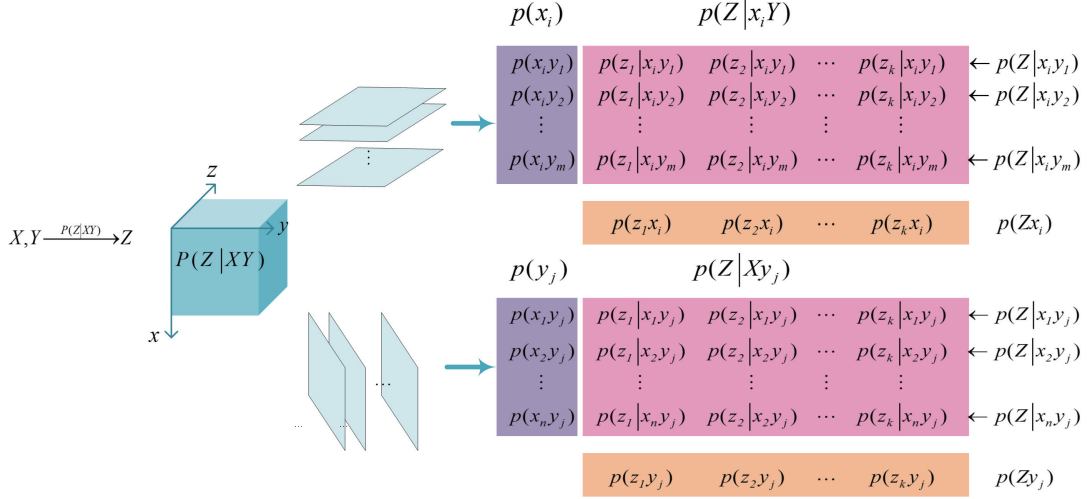 p(x_i) p(Z|x_iY)
p(x_iy_1) p(z_1|x_iy_1) p(z_2|x_iy_1) ··· p(z_k|x_iy_1) ← p(Z|x_iy_1)
p(x_iy_2) p(z_1|x_iy_2) p(z_2|x_iy_2) ··· p(z_k|x_iy_2) ← p(Z|x_iy_2)
⋮ ⋮ ⋮ ⋮ ⋮
⋮
p(x_iy_m) p(z_1|x_iy_m) p(z_2|x_iy_m) ··· p(z_k|x_iy_m) ← p(Z|x_iy_m)
z
p(z_1x_i) p(z_2x_i) ··· p(z_kx_i) p(Zx_i)
y
X,Y P(Z|XY)→ Z
P(Z|XY)
x
p(y_j) p(Z|Xy_j)
p(x_1y_j) p(z_1|x_1y_j) p(z_2|x_1y_j) ··· p(z_k|x_1y_j) ← p(Z|x_1y_j)
p(x_2y_j) p(z_1|x_2y_j) p(z_2|x_2y_j) ··· p(z_k|x_2y_j) ← p(Z|x_2y_j)
⋮ ⋮ ⋮ ⋮ ⋮
...
p(x_ny_j) p(z_1|x_ny_j) p(z_2|x_ny_j) ··· p(z_k|x_ny_j) ← p(Z|x_ny_j)
... ...
p(z_1y_j) p(z_2y_j) ··· p(z_ky_j) p(Zy_j)